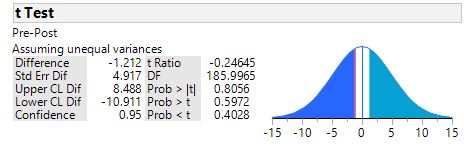 t Test
Pre-Post
Assuming unequal variances
Difference -1.212 t Ratio -0.24645
Std Err Dif 4.917 DF 185.9965
Upper CL Dif 8.488 Prob > |t| 0.8056
Lower CL Dif -10.911 Prob > t 0.5972
Confidence 0.95 Prob < t 0.4028
-15 -10 -5 0 5 10 15